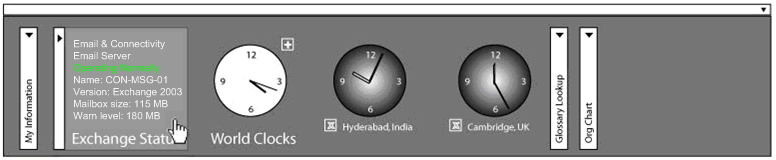 My Information
Email & Connectivity
Email Server
Operating Normally
Name: CON-MSG-01
Version: Exchange 2003
Mailbox size: 115 MB
Warn level: 180 MB
Exchange Status
12
9
3
6
World Clocks
12
9
3
6
Hyderabad, India
12
9
3
6
Cambridge, UK
Glossary Lookup
Org Chart